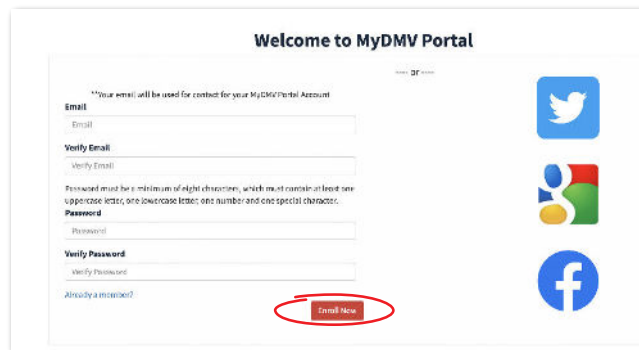 Welcome to MyDMV Portal
---- or ----
**Your email will be used for contact for your MyDMV Portal Account
Email
Email
Verify Email
Verify Email
Password must be a minimum of eight characters, which must contain at least one
uppercase letter, one lowercase letter, one number and one special character.
Password
Password
Verify Password
Verify Password
Already a member?
Enroll Now